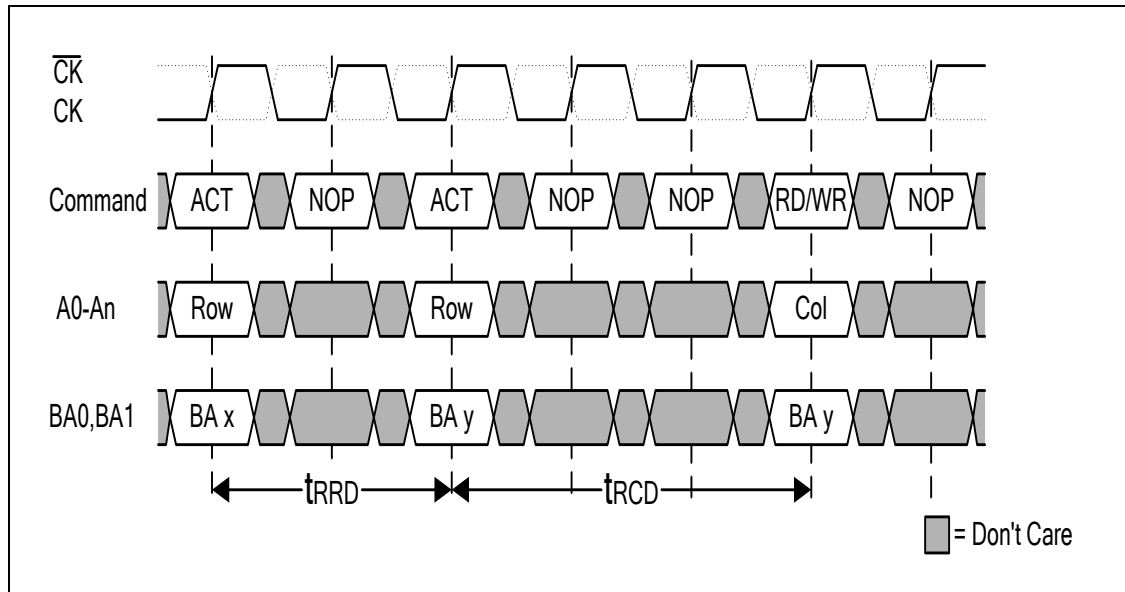 C̅K̅
CK
Command ACT NOP ACT NOP NOP RD/WR NOP
A0-An Row Row Col
BA0,BA1 BA x BA y BA y
tRRD tRCD
= Don't Care